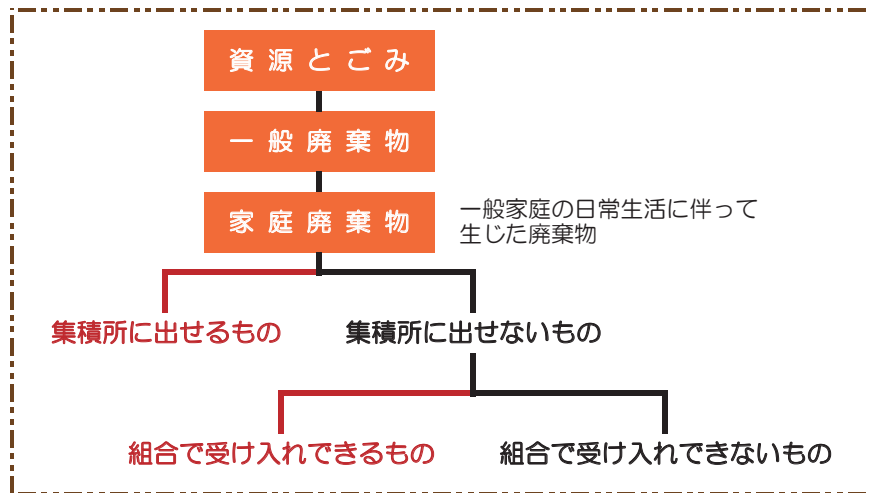 資源とごみ
一般廃棄物
家庭廃棄物
一般家庭の日常生活に伴って
生じた廃棄物
集積所に出せるもの
集積所に出せないもの
組合で受け入れできるもの
組合で受け入れできないもの